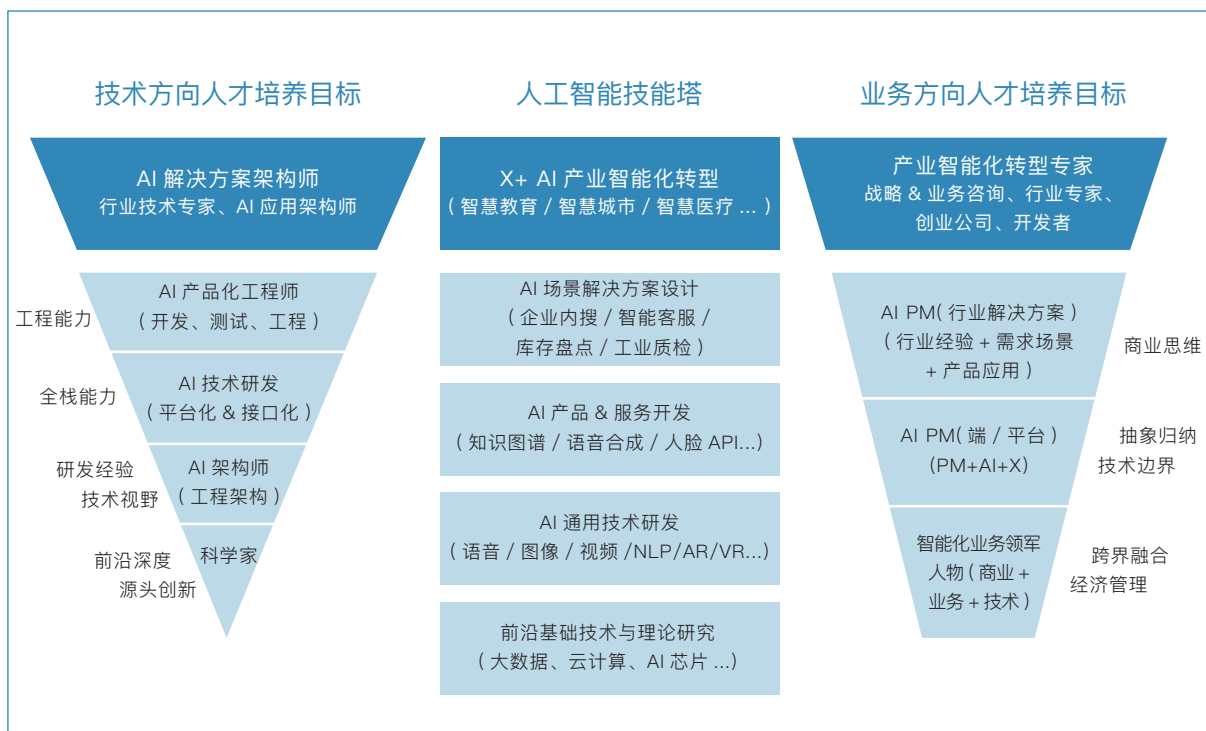 技术方向人才培养目标
AI 解决方案架构师
行业技术专家、AI 应用架构师
工程能力
AI 产品化工程师
（开发、测试、工程）
全栈能力
AI 技术研发
（平台化 & 接口化）
研发经验
技术视野
AI 架构师
（工程架构）
前沿深度
源头创新
科学家
人工智能技能塔
X+ AI 产业智能化转型
（智慧教育 / 智慧城市 / 智慧医疗 ... ）
AI 场景解决方案设计
（企业内搜 / 智能客服 /
库存盘点 / 工业质检）
AI 产品 & 服务开发
（知识图谱 / 语音合成 / 人脸 API...）
AI 通用技术研发
（语音 / 图像 / 视频 /NLP/AR/VR...）
前沿基础技术与理论研究
（大数据、云计算、AI 芯片 ...）
业务方向人才培养目标
产业智能化转型专家
战略 & 业务咨询、行业专家、
创业公司、开发者
AI PM( 行业解决方案 )
（行业经验 + 需求场景
+ 产品应用）
商业思维
AI PM( 端 / 平台 )
(PM+AI+X)
抽象归纳
技术边界
智能化业务领军
人物（商业 +
业务 + 技术）
跨界融合
经济管理